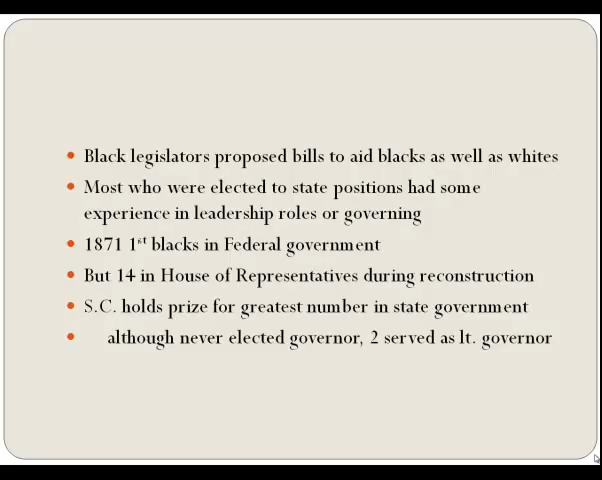 Black legislators proposed bills to aid blacks as well as whites
Most who were elected to state positions had some
experience in leadership roles or governing
1871 1st blacks in Federal government
But 14 in House of Representatives during reconstruction
S.C. holds prize for greatest number in state government
although never elected governor, 2 served as lt. governor